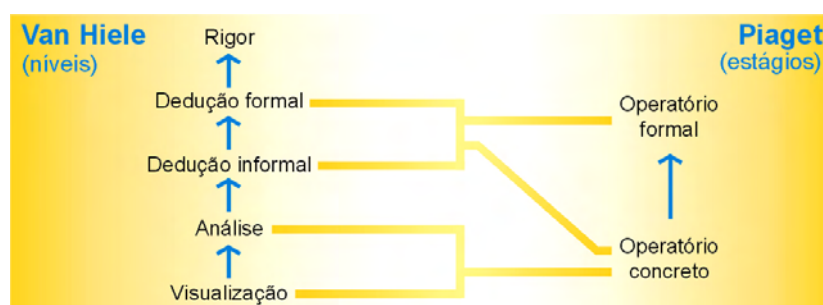 Van Hiele
(níveis)
Rigor
Dedução formal
Dedução informal
Análise
Visualização
Piaget
(estágios)
Operatório
formal
Operatório
concreto